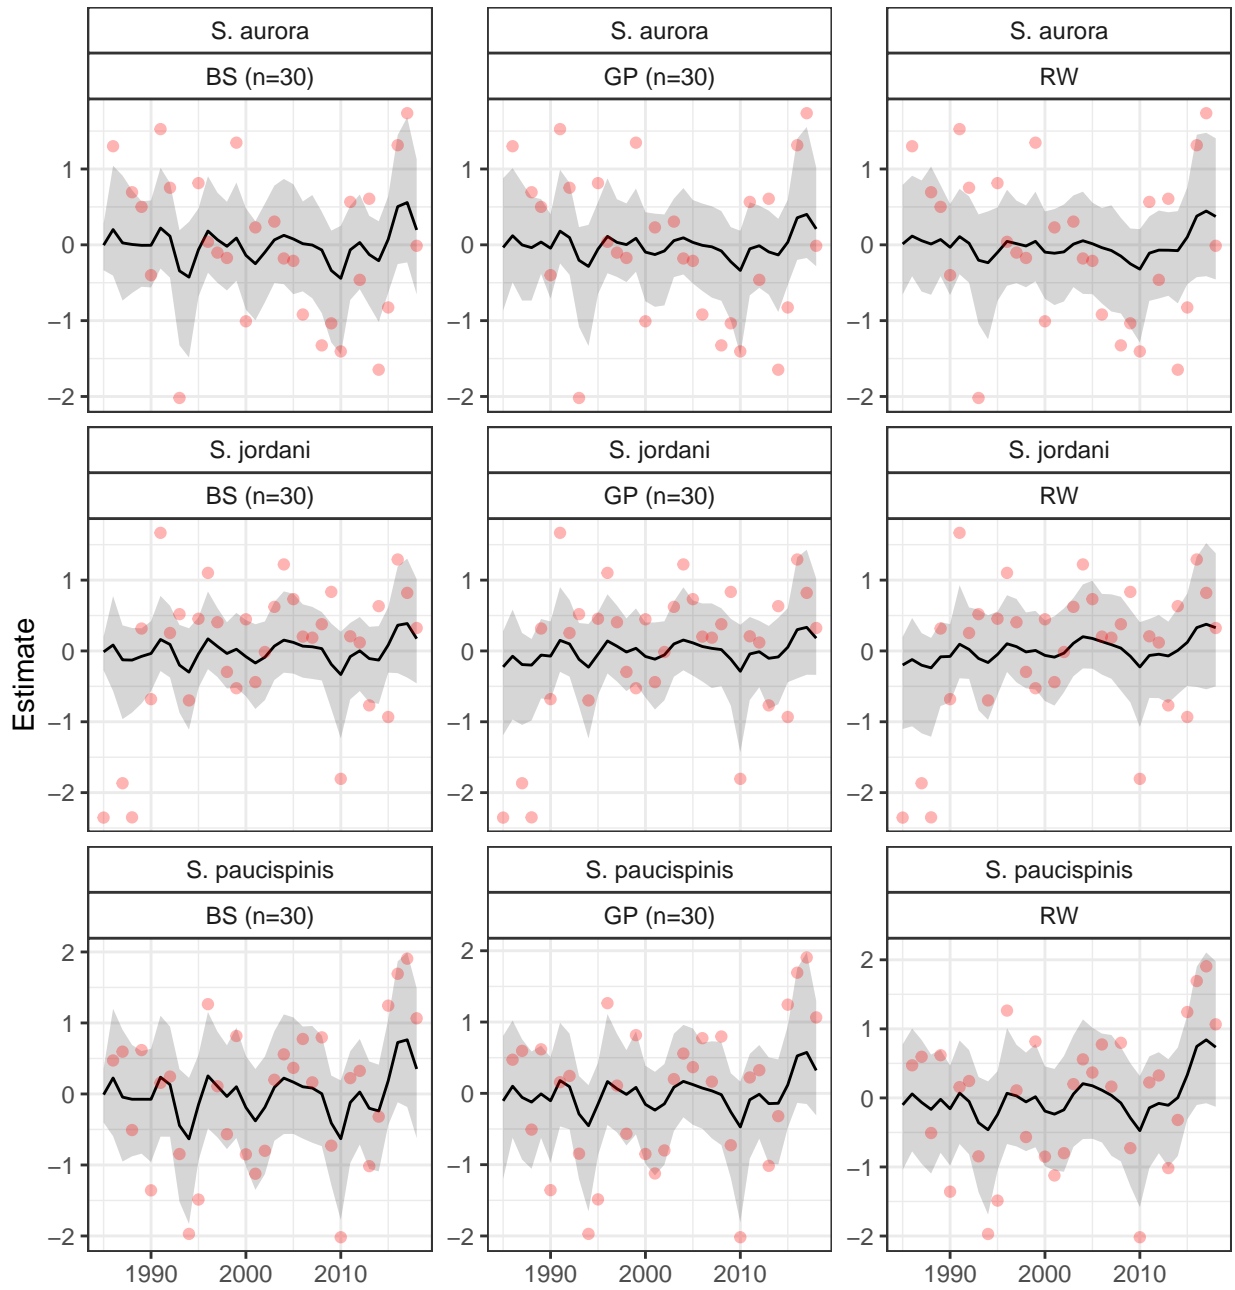 S. aurora S. aurora S. aurora
BS (n=30) GP (n=30) RW
1 1 1
0 0 0
−1 −1 −1
−2 −2 −2
S. jordani S. jordani S. jordani
BS (n=30) GP (n=30) RW
1 1 1
0 0 0
−1 −1 −1
−2 −2 −2
Estimate
S. paucispinis S. paucispinis S. paucispinis
BS (n=30) GP (n=30) RW
2 2 2
1 1 1
0 0 0
−1 −1 −1
−2 −2 −2
1990 2000 2010 1990 2000 2010 1990 2000 2010